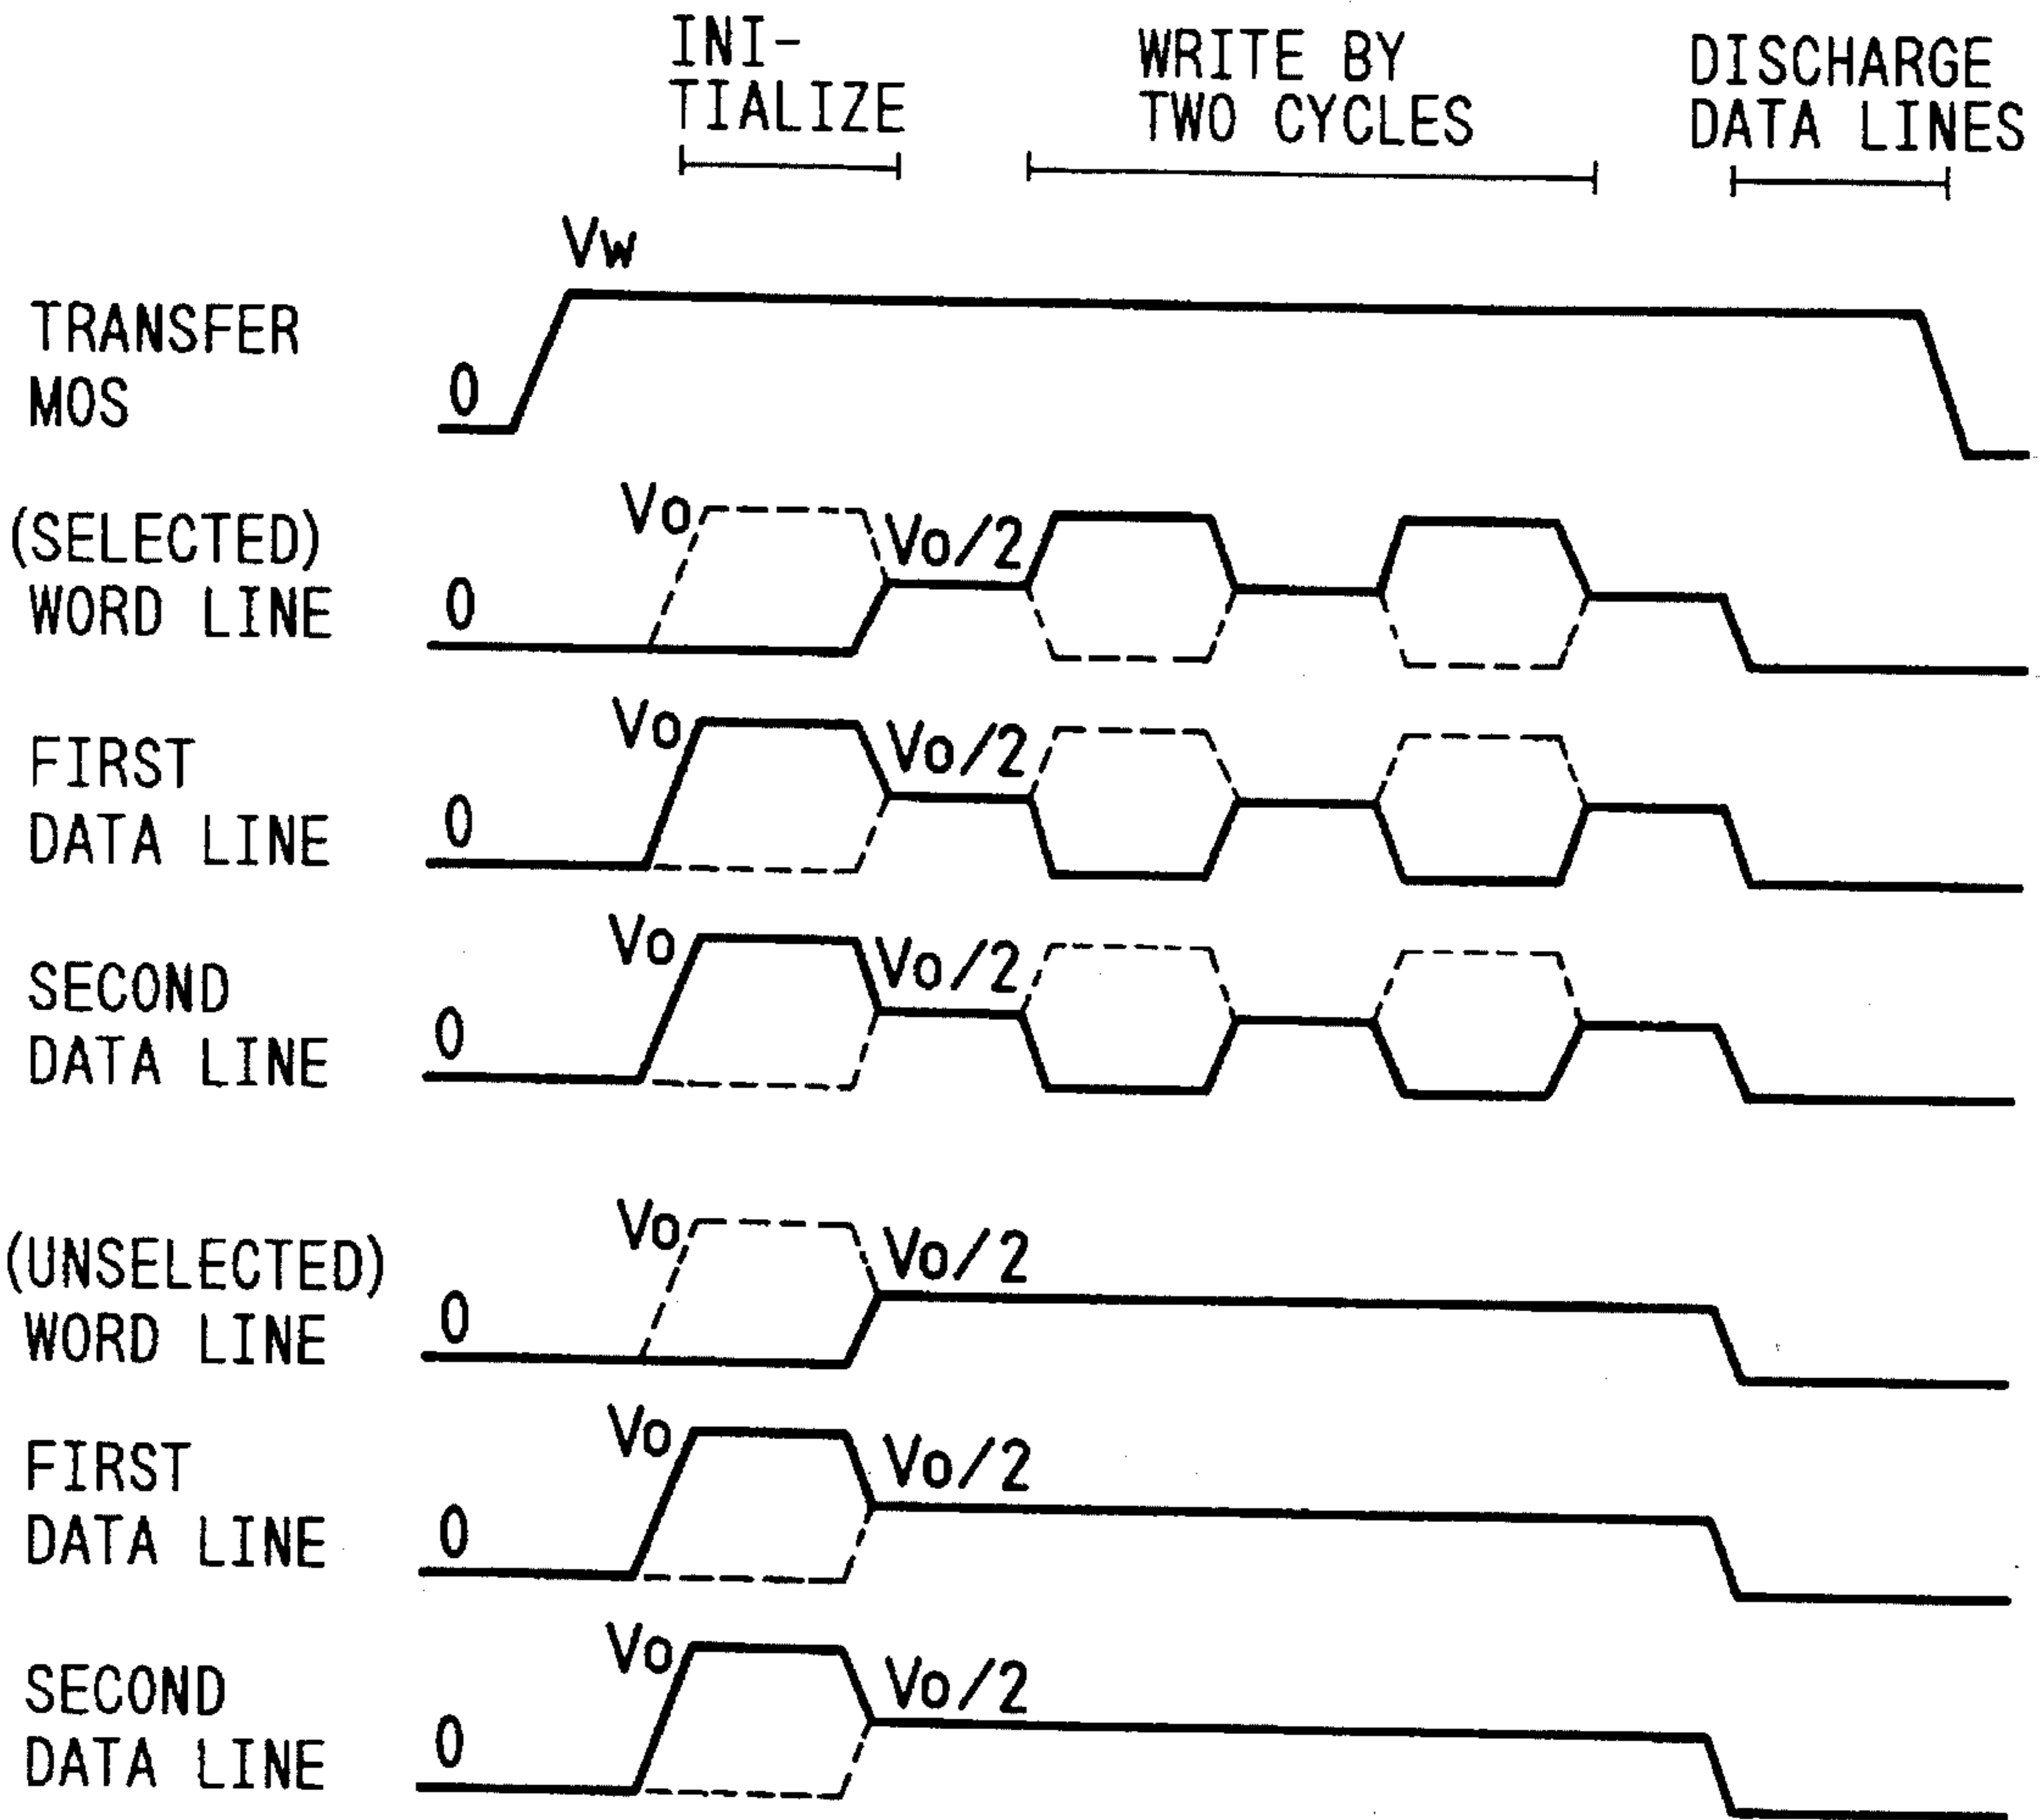 INI-
TIALIZE
WRITE BY
TWO CYCLES
DISCHARGE
DATA LINES
Vw
TRANSFER
MOS
0
(SELECTED)
WORD LINE
Vo
Vo/2
0
FIRST
DATA LINE
Vo
Vo/2
0
SECOND
DATA LINE
Vo
Vo/2
0
(UNSELECTED)
WORD LINE
Vo
Vo/2
0
FIRST
DATA LINE
Vo
Vo/2
0
SECOND
DATA LINE
Vo
Vo/2
0